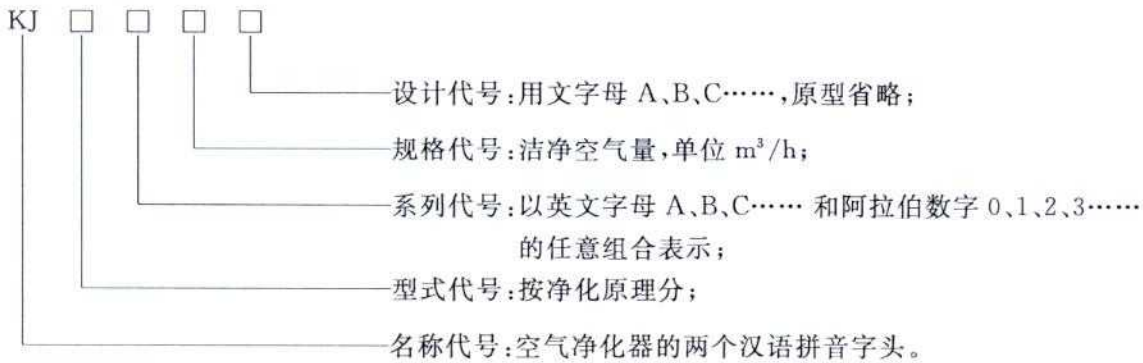 KJ □ □ □ □
设计代号:用文字母 A、B、C……,原型省略;
规格代号:洁净空气量,单位 m³/h;
系列代号:以英文字母 A、B、C…… 和阿拉伯数字 0、1、2、3……
的任意组合表示;
型式代号:按净化原理分;
名称代号:空气净化器的两个汉语拼音字头。